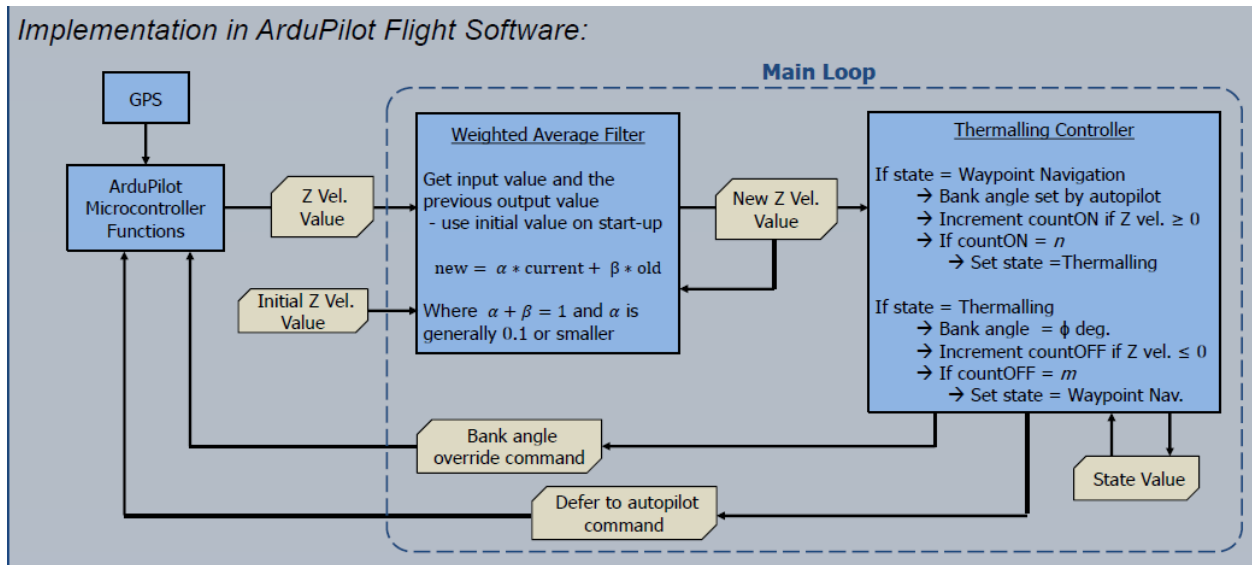 Implementation in ArduPilot Flight Software:
Main Loop
GPS
ArduPilot
Microcontroller
Functions
Z Vel.
Value
Initial Z Vel.
Value
Weighted Average Filter
Get input value and the
previous output value
- use initial value on start-up
new = α ∗ current + β ∗ old
Where α + β = 1 and α is
generally 0.1 or smaller
New Z Vel.
Value
Thermalling Controller
If state = Waypoint Navigation
→ Bank angle set by autopilot
→ Increment countON if Z vel. ≥ 0
→ If countON = n
→ Set state =Thermalling
If state = Thermalling
→ Bank angle = ϕ deg.
→ Increment countOFF if Z vel. ≤ 0
→ If countOFF = m
→ Set state = Waypoint Nav.
Bank angle
override command
Defer to autopilot
command
State Value